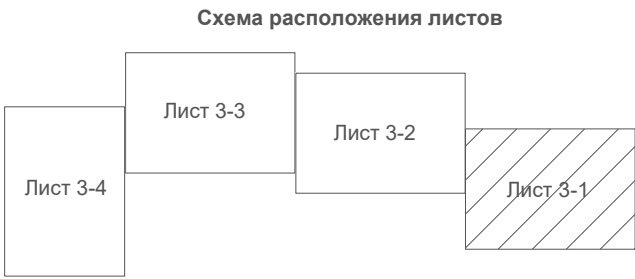 Схема расположения листов
Лист 3-3
Лист 3-2
Лист 3-4
Лист 3-1